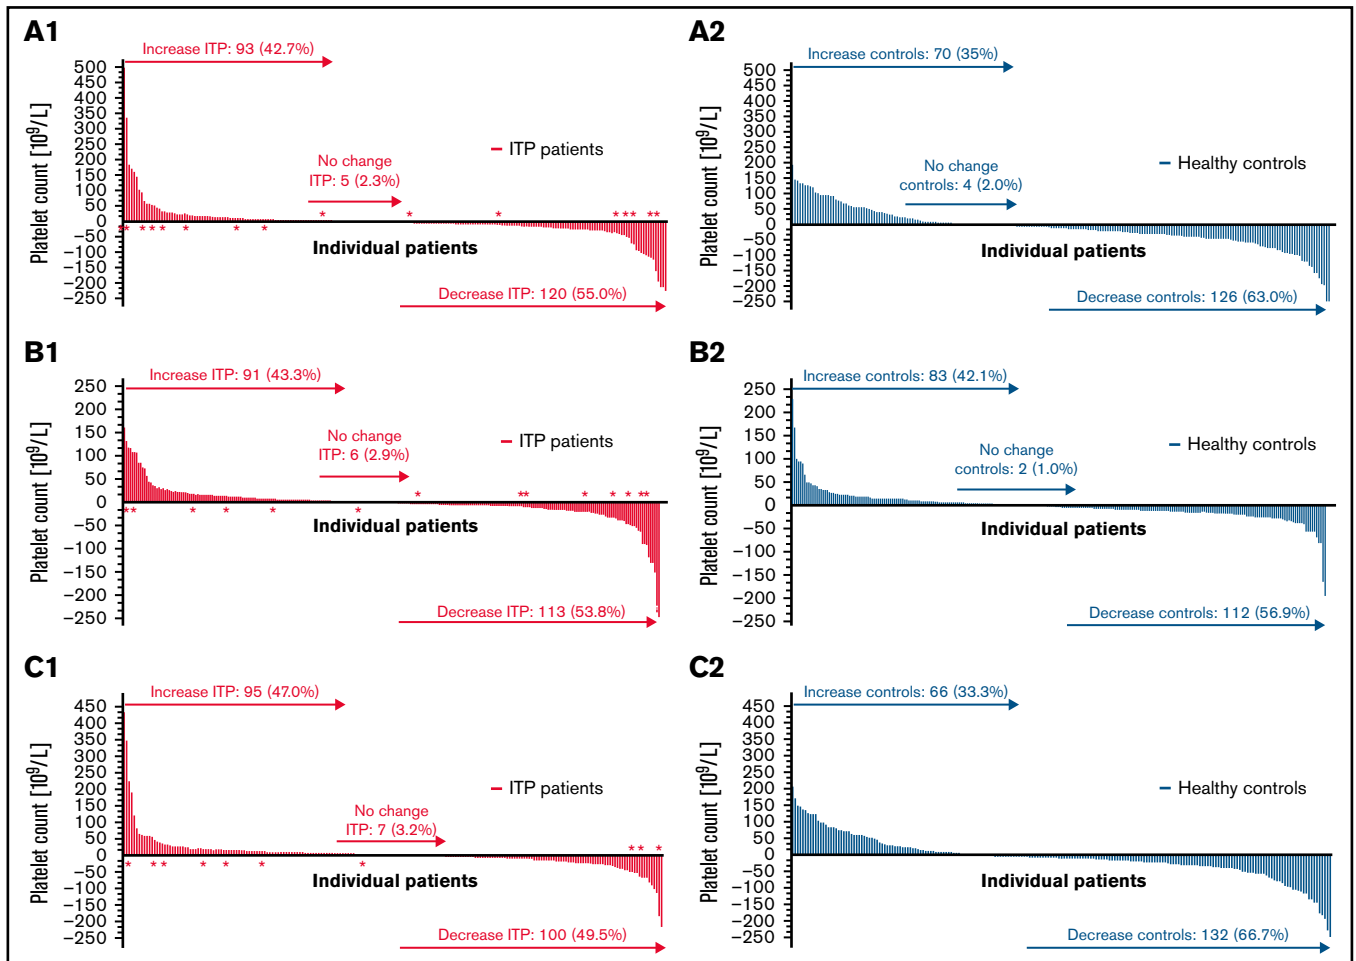 A1
Increase ITP: 93 (42.7%)
Platelet count [10⁹/L]
500
450
400
350
300
250
200
150
100
50
0
−50
−100
−150
−200
−250
No change
ITP: 5 (2.3%)
ITP patients
* * * * * * * *
* * * * * * * *
Individual patients
Decrease ITP: 120 (55.0%)
A2
Increase controls: 70 (35%)
Platelet count [10⁹/L]
500
450
400
350
300
250
200
150
100
50
0
−50
−100
−150
−200
−250
No change
controls: 4 (2.0%)
Healthy controls
Individual patients
Decrease controls: 126 (63.0%)
B1
Increase ITP: 91 (43.3%)
Platelet count [10⁹/L]
250
200
150
100
50
0
−50
−100
−150
−200
−250
No change
ITP: 6 (2.9%)
ITP patients
* * * * * * * *
* * * * * *
Individual patients
Decrease ITP: 113 (53.8%)
B2
Increase controls: 83 (42.1%)
Platelet count [10⁹/L]
250
200
150
100
50
0
−50
−100
−150
−200
−250
No change
controls: 2 (1.0%)
Healthy controls
Individual patients
Decrease controls: 112 (56.9%)
C1
Increase ITP: 95 (47.0%)
Platelet count [10⁹/L]
450
400
350
300
250
200
150
100
50
0
−50
−100
−150
−200
−250
No change
ITP: 7 (3.2%)
ITP patients
* * *
* * * * * * *
Individual patients
Decrease ITP: 100 (49.5%)
C2
Increase controls: 66 (33.3%)
Platelet count [10⁹/L]
450
400
350
300
250
200
150
100
50
0
−50
−100
−150
−200
−250
Healthy controls
Individual patients
Decrease controls: 132 (66.7%)